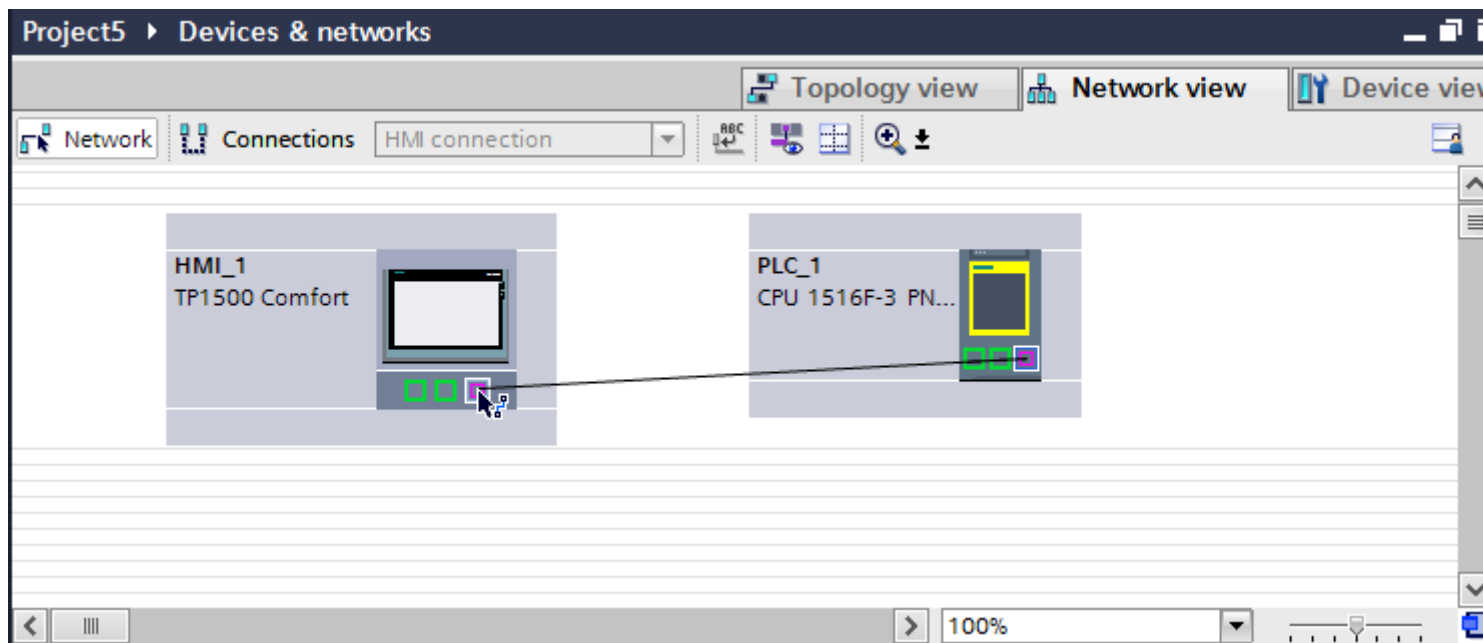 Project5 ▸ Devices & networks
Topology view
Network view
Device view
Network
Connections
HMI connection
ABC
HMI_1
TP1500 Comfort
PLC_1
CPU 1516F-3 PN...
100%